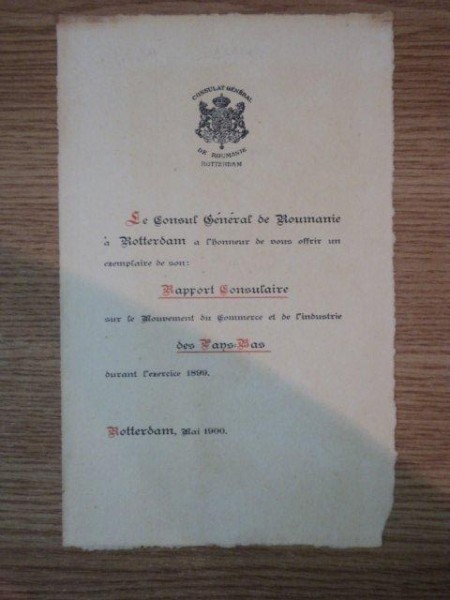 CONSULAT GÉNÉRAL
DE ROUMANIE
ROTTERDAM
Le Consul Général de Roumanie
à Rotterdam a l'honneur de vous offrir un
exemplaire de son:
Rapport Consulaire
sur le Mouvement du Commerce et de l'industrie
des Pays-Bas
durant l'exercice 1899.
Rotterdam, Mai 1900.